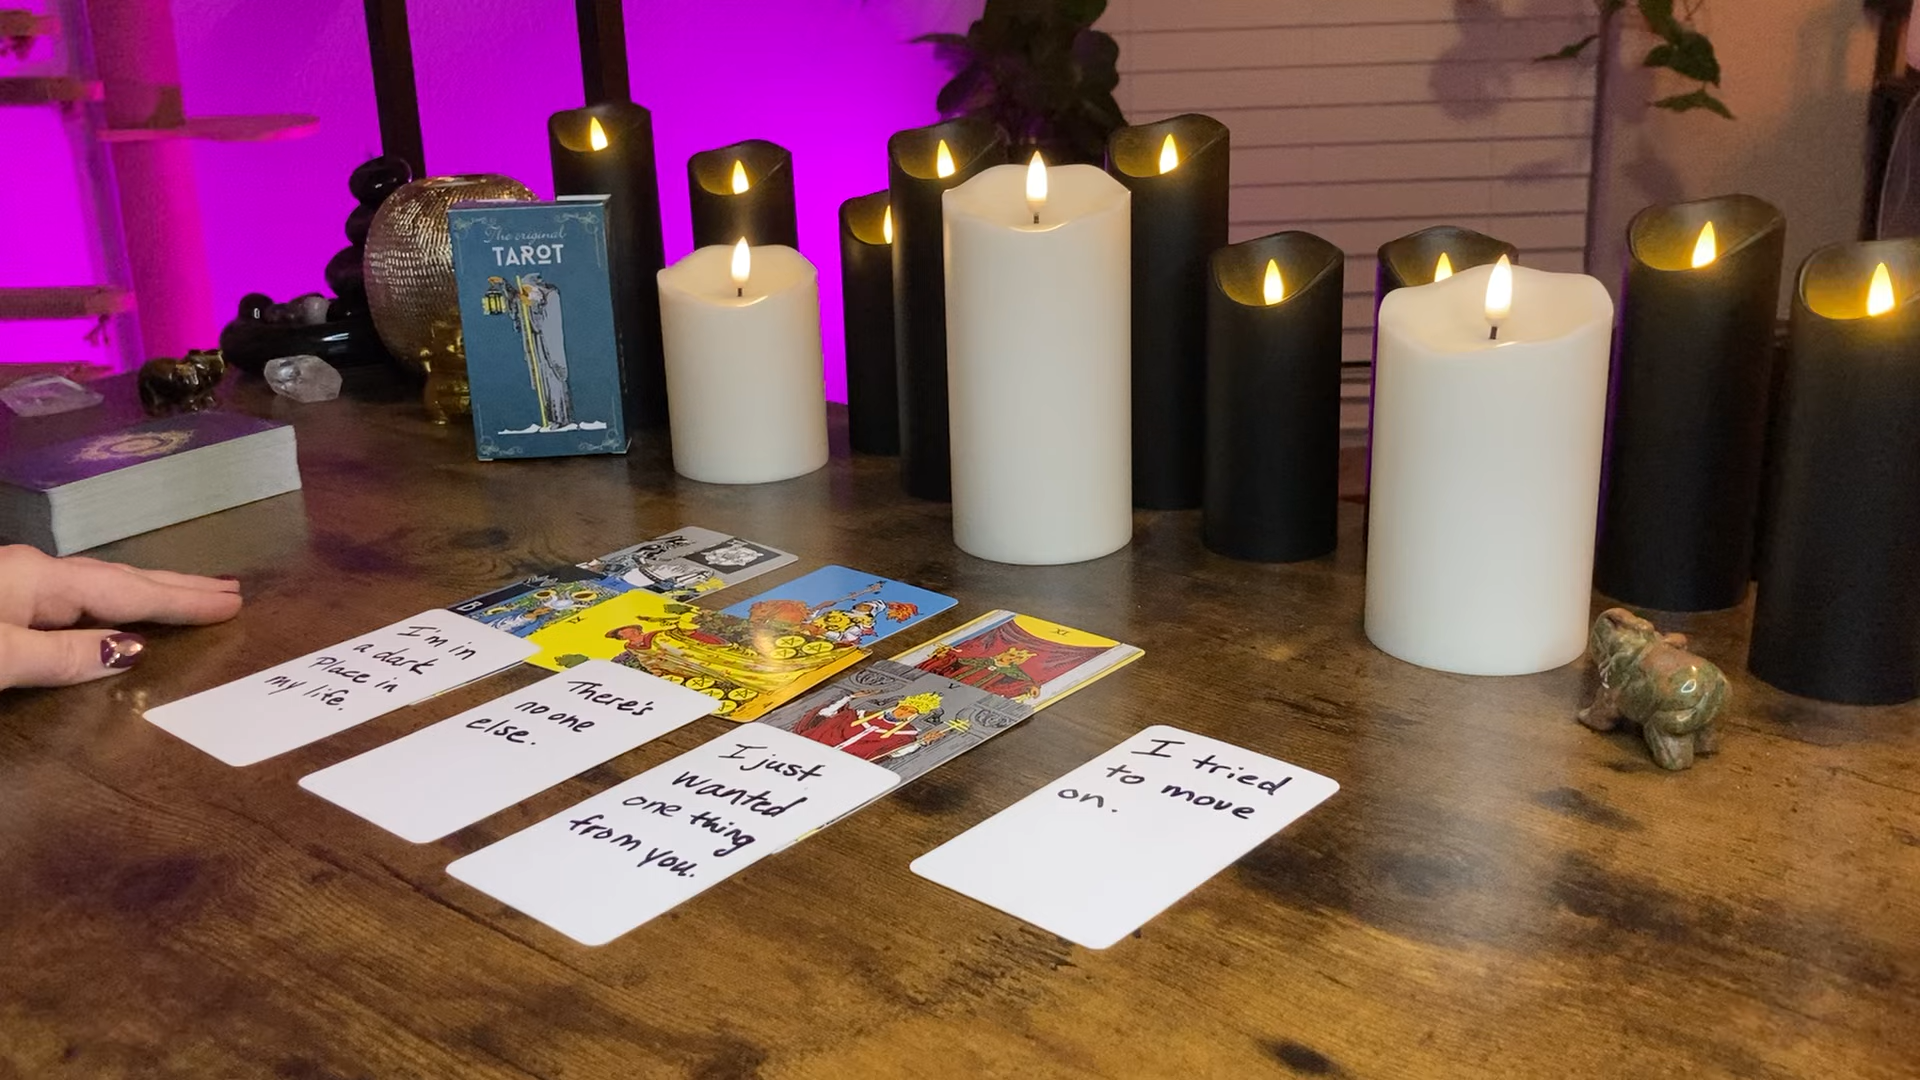 The original
TAROT
I'm in
a dark
place in
my life.
There's
no one
else.
I just
wanted
one thing
from you.
I tried
to move
on.
V
XI